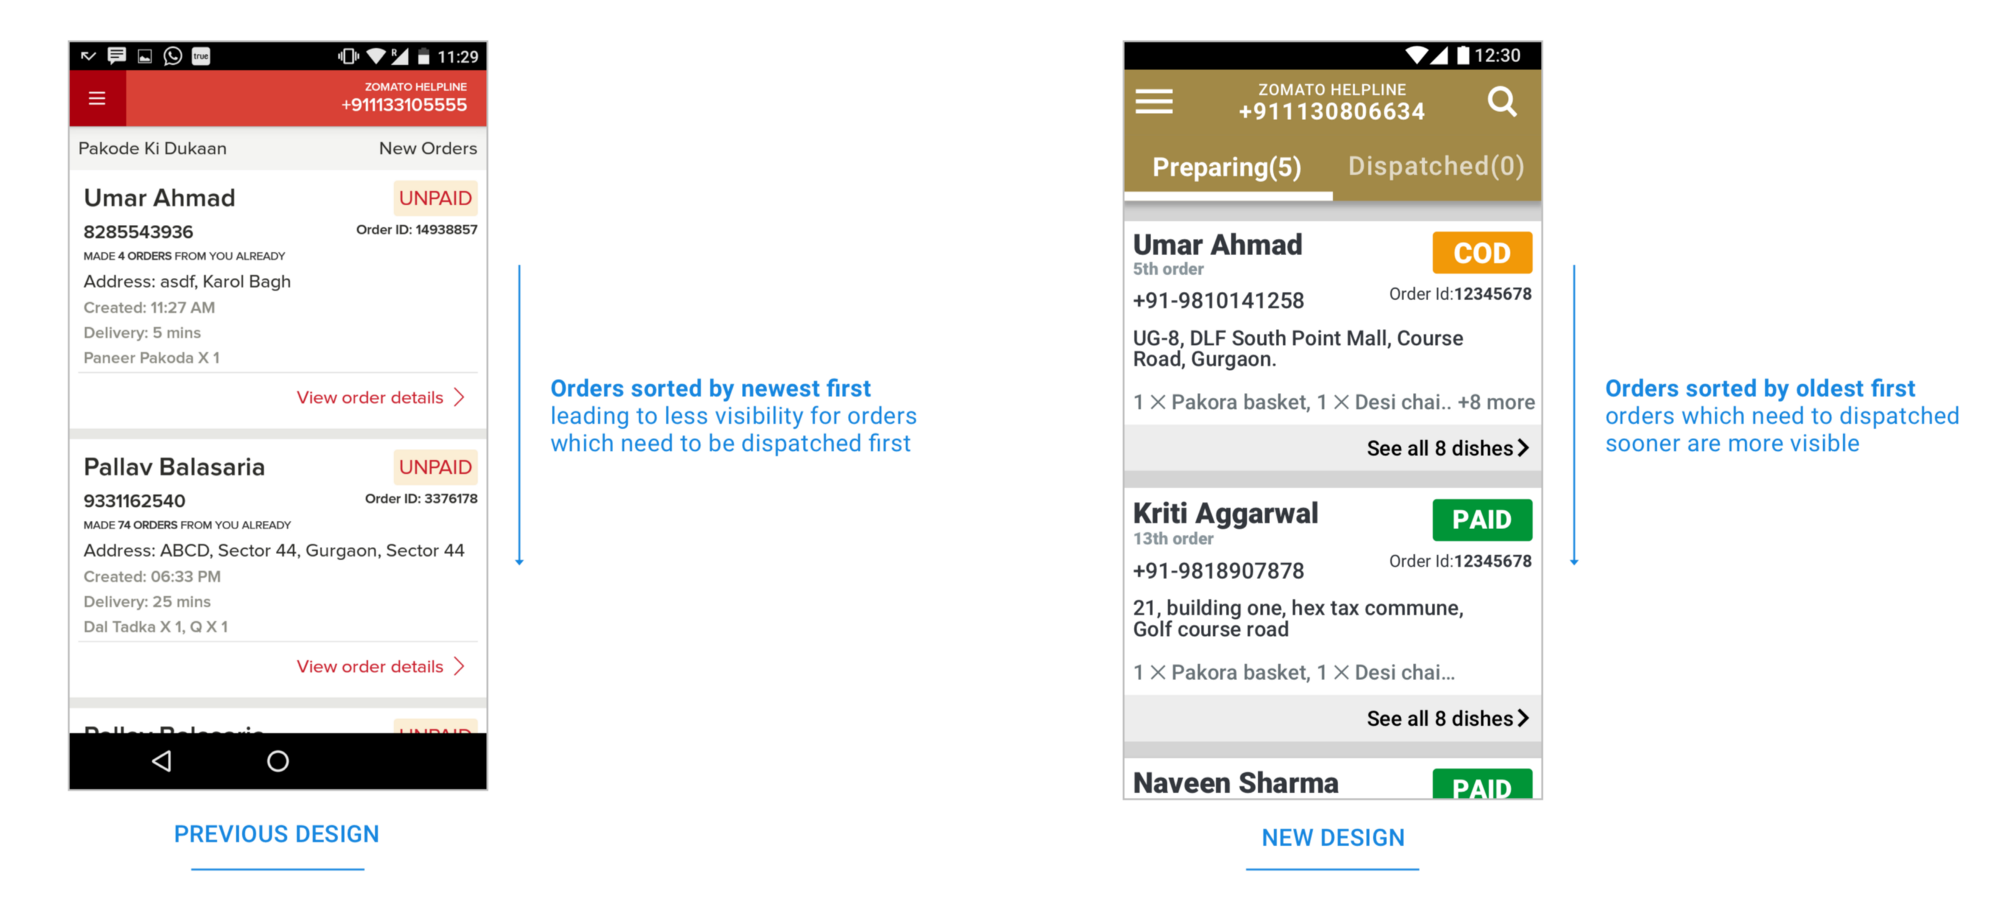 true
R
11:29
ZOMATO HELPLINE
+911133105555
Pakode Ki Dukaan
New Orders
Umar Ahmad
UNPAID
8285543936
Order ID: 14938857
MADE 4 ORDERS FROM YOU ALREADY
Address: asdf, Karol Bagh
Created: 11:27 AM
Delivery: 5 mins
Paneer Pakoda X 1
View order details
Pallav Balasaria
UNPAID
9331162540
Order ID: 3376178
MADE 74 ORDERS FROM YOU ALREADY
Address: ABCD, Sector 44, Gurgaon, Sector 44
Created: 06:33 PM
Delivery: 25 mins
Dal Tadka X 1, Q X 1
View order details
Pallav Balasaria
UNPAID
PREVIOUS DESIGN
Orders sorted by newest first
leading to less visibility for orders
which need to be dispatched first
12:30
ZOMATO HELPLINE
+911130806634
Preparing(5)
Dispatched(0)
Umar Ahmad
COD
5th order
+91-9810141258
Order Id:12345678
UG-8, DLF South Point Mall, Course
Road, Gurgaon.
1 × Pakora basket, 1 × Desi chai.. +8 more
See all 8 dishes
Kriti Aggarwal
PAID
13th order
+91-9818907878
Order Id:12345678
21, building one, hex tax commune,
Golf course road
1 × Pakora basket, 1 × Desi chai...
See all 8 dishes
Naveen Sharma
PAID
NEW DESIGN
Orders sorted by oldest first
orders which need to dispatched
sooner are more visible